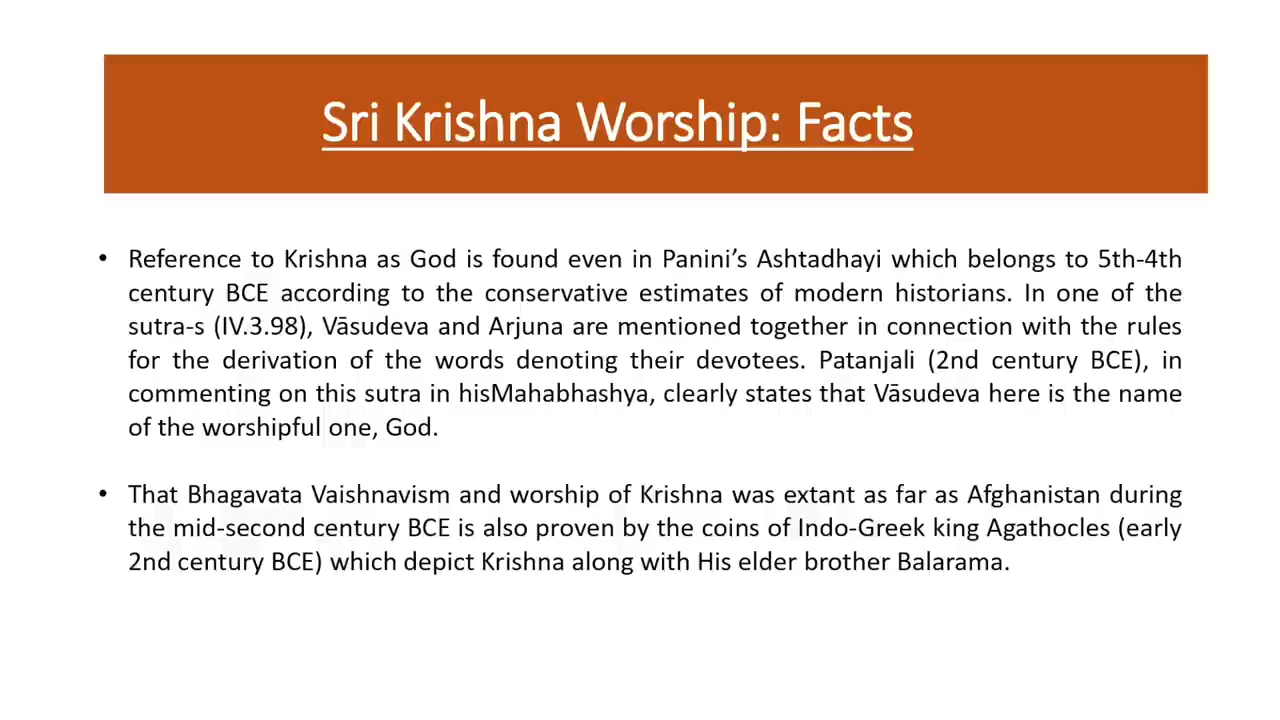 Sri Krishna Worship: Facts
• Reference to Krishna as God is found even in Panini’s Ashtadhayi which belongs to 5th-4th
century BCE according to the conservative estimates of modern historians. In one of the
sutra-s (IV.3.98), Vāsudeva and Arjuna are mentioned together in connection with the rules
for the derivation of the words denoting their devotees. Patanjali (2nd century BCE), in
commenting on this sutra in hisMahabhashya, clearly states that Vāsudeva here is the name
of the worshipful one, God.
• That Bhagavata Vaishnavism and worship of Krishna was extant as far as Afghanistan during
the mid-second century BCE is also proven by the coins of Indo-Greek king Agathocles (early
2nd century BCE) which depict Krishna along with His elder brother Balarama.